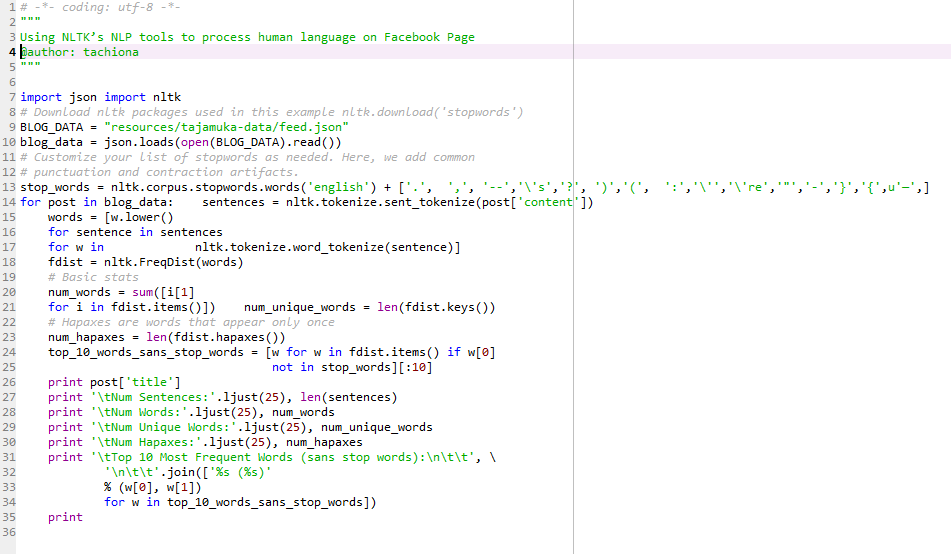 1 # -*- coding: utf-8 -*-
2 """
3 Using NLTK’s NLP tools to process human language on Facebook Page
4 @author: tachiona
5 """
6
7 import json import nltk
8 # Download nltk packages used in this example nltk.download('stopwords')
9 BLOG_DATA = "resources/tajamuka-data/feed.json"
10 blog_data = json.loads(open(BLOG_DATA).read())
11 # Customize your list of stopwords as needed. Here, we add common
12 # punctuation and contraction artifacts.
13 stop_words = nltk.corpus.stopwords.words('english') + ['.',  ',', '--','\'s','?', ')','(',  ':','\'','\'re','"','-','}','{',u'—',]
14 for post in blog_data:    sentences = nltk.tokenize.sent_tokenize(post['content'])
15     words = [w.lower()
16     for sentence in sentences
17     for w in             nltk.tokenize.word_tokenize(sentence)]
18     fdist = nltk.FreqDist(words)
19     # Basic stats
20     num_words = sum([i[1]
21     for i in fdist.items()])    num_unique_words = len(fdist.keys())
22     # Hapaxes are words that appear only once
23     num_hapaxes = len(fdist.hapaxes())
24     top_10_words_sans_stop_words = [w for w in fdist.items() if w[0]
25                                     not in stop_words][:10]
26     print post['title']
27     print '\tNum Sentences:'.ljust(25), len(sentences)
28     print '\tNum Words:'.ljust(25), num_words
29     print '\tNum Unique Words:'.ljust(25), num_unique_words
30     print '\tNum Hapaxes:'.ljust(25), num_hapaxes
31     print '\tTop 10 Most Frequent Words (sans stop words):\n\t\t', \
32             '\n\t\t'.join(['%s (%s)'
33             % (w[0], w[1])
34             for w in top_10_words_sans_stop_words])
35     print
36